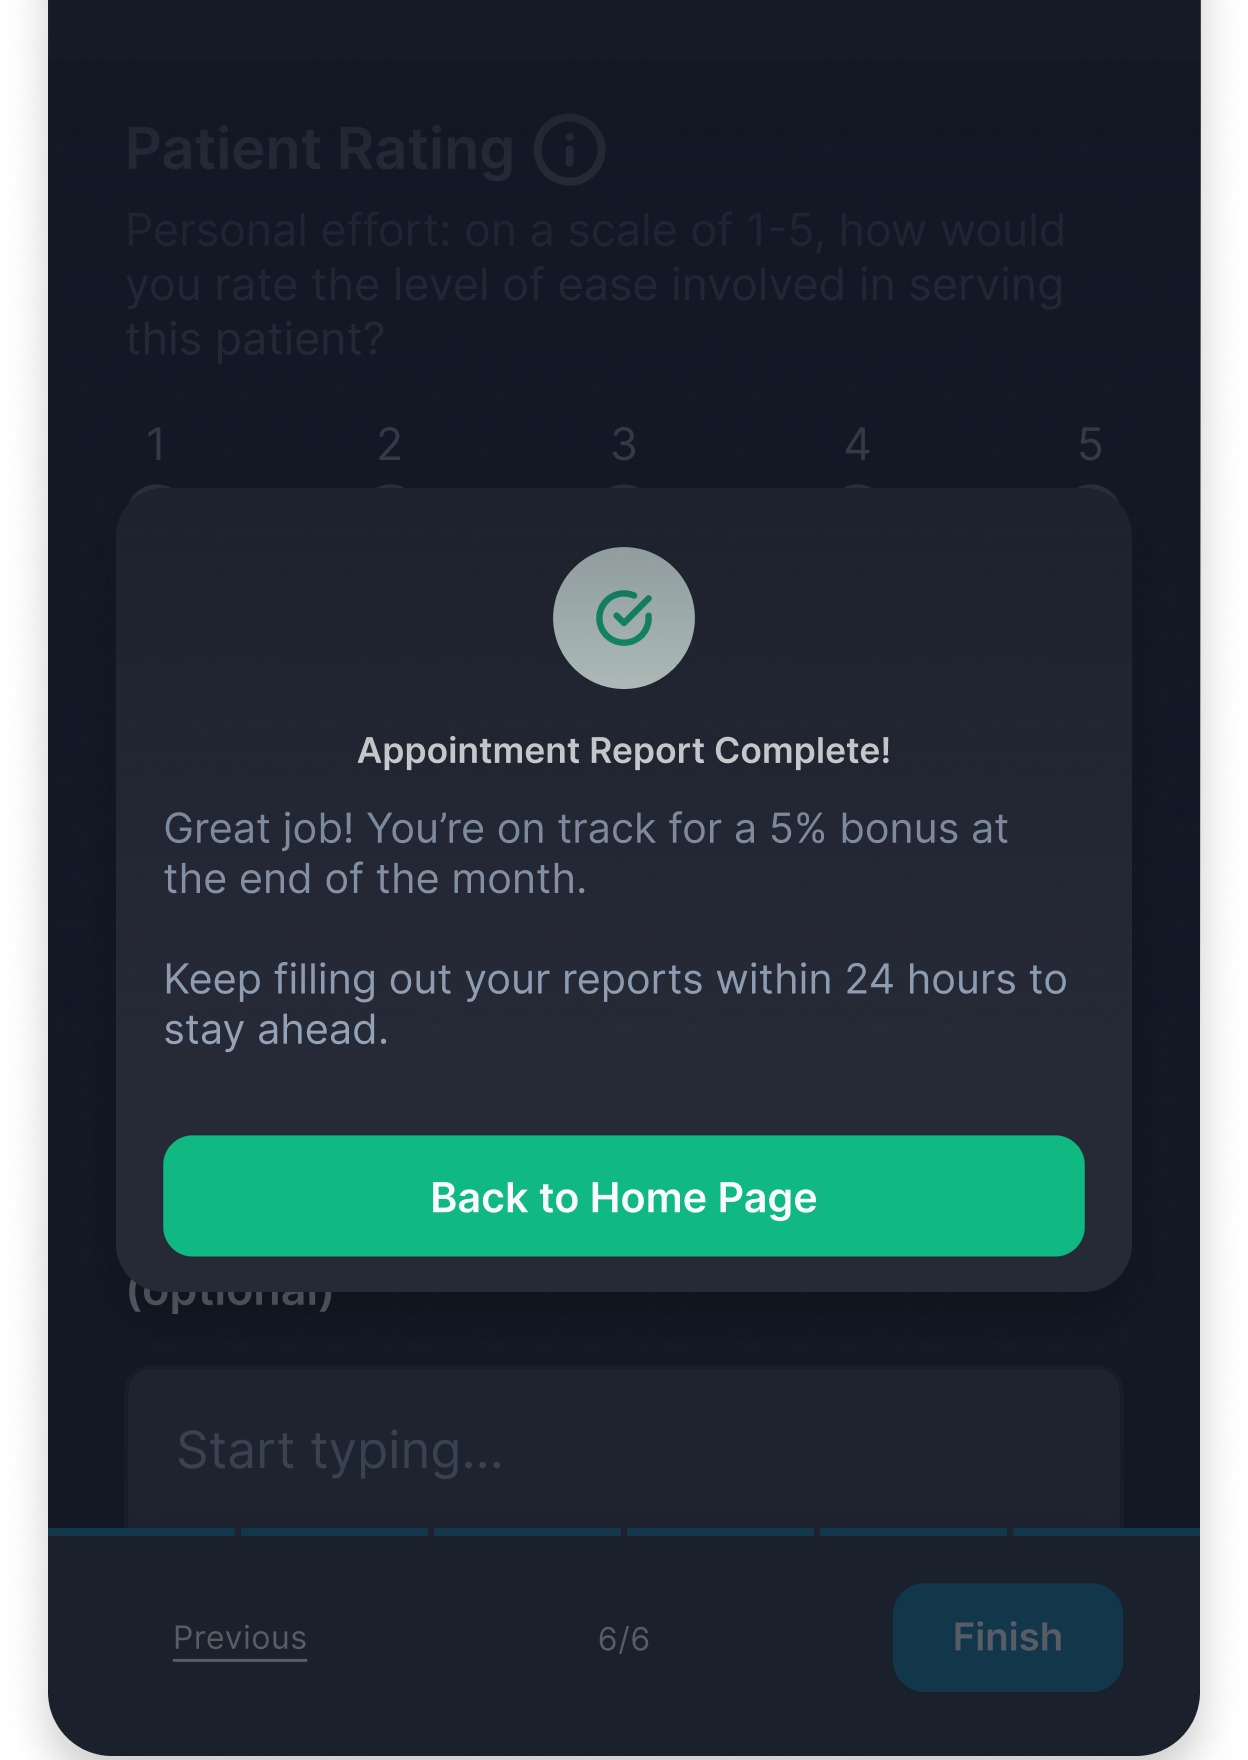 Patient Rating
Personal effort: on a scale of 1-5, how would
you rate the level of ease involved in serving
this patient?
1 2 3 4 5
Appointment Report Complete!
Great job! You’re on track for a 5% bonus at
the end of the month.
Keep filling out your reports within 24 hours to
stay ahead.
Back to Home Page
(optional)
Start typing...
Previous 6/6 Finish